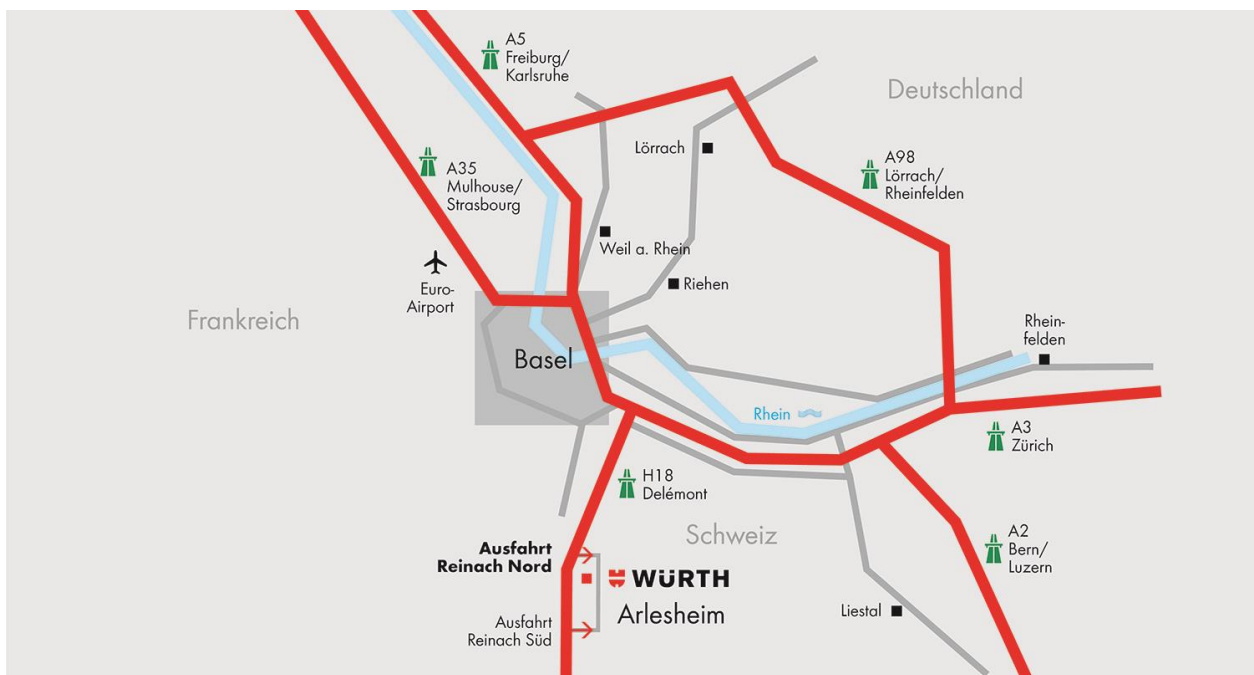 A5
Freiburg/
Karlsruhe
Deutschland
Lörrach
A98
Lörrach/
Rheinfelden
A35
Mulhouse/
Strasbourg
Weil a. Rhein
Euro-
Airport
Riehen
Frankreich
Rhein-
felden
Basel
Rhein
A3
Zürich
H18
Delémont
Schweiz
A2
Bern/
Luzern
Ausfahrt
Reinach Nord
WÜRTH
Arlesheim
Liestal
Ausfahrt
Reinach Süd